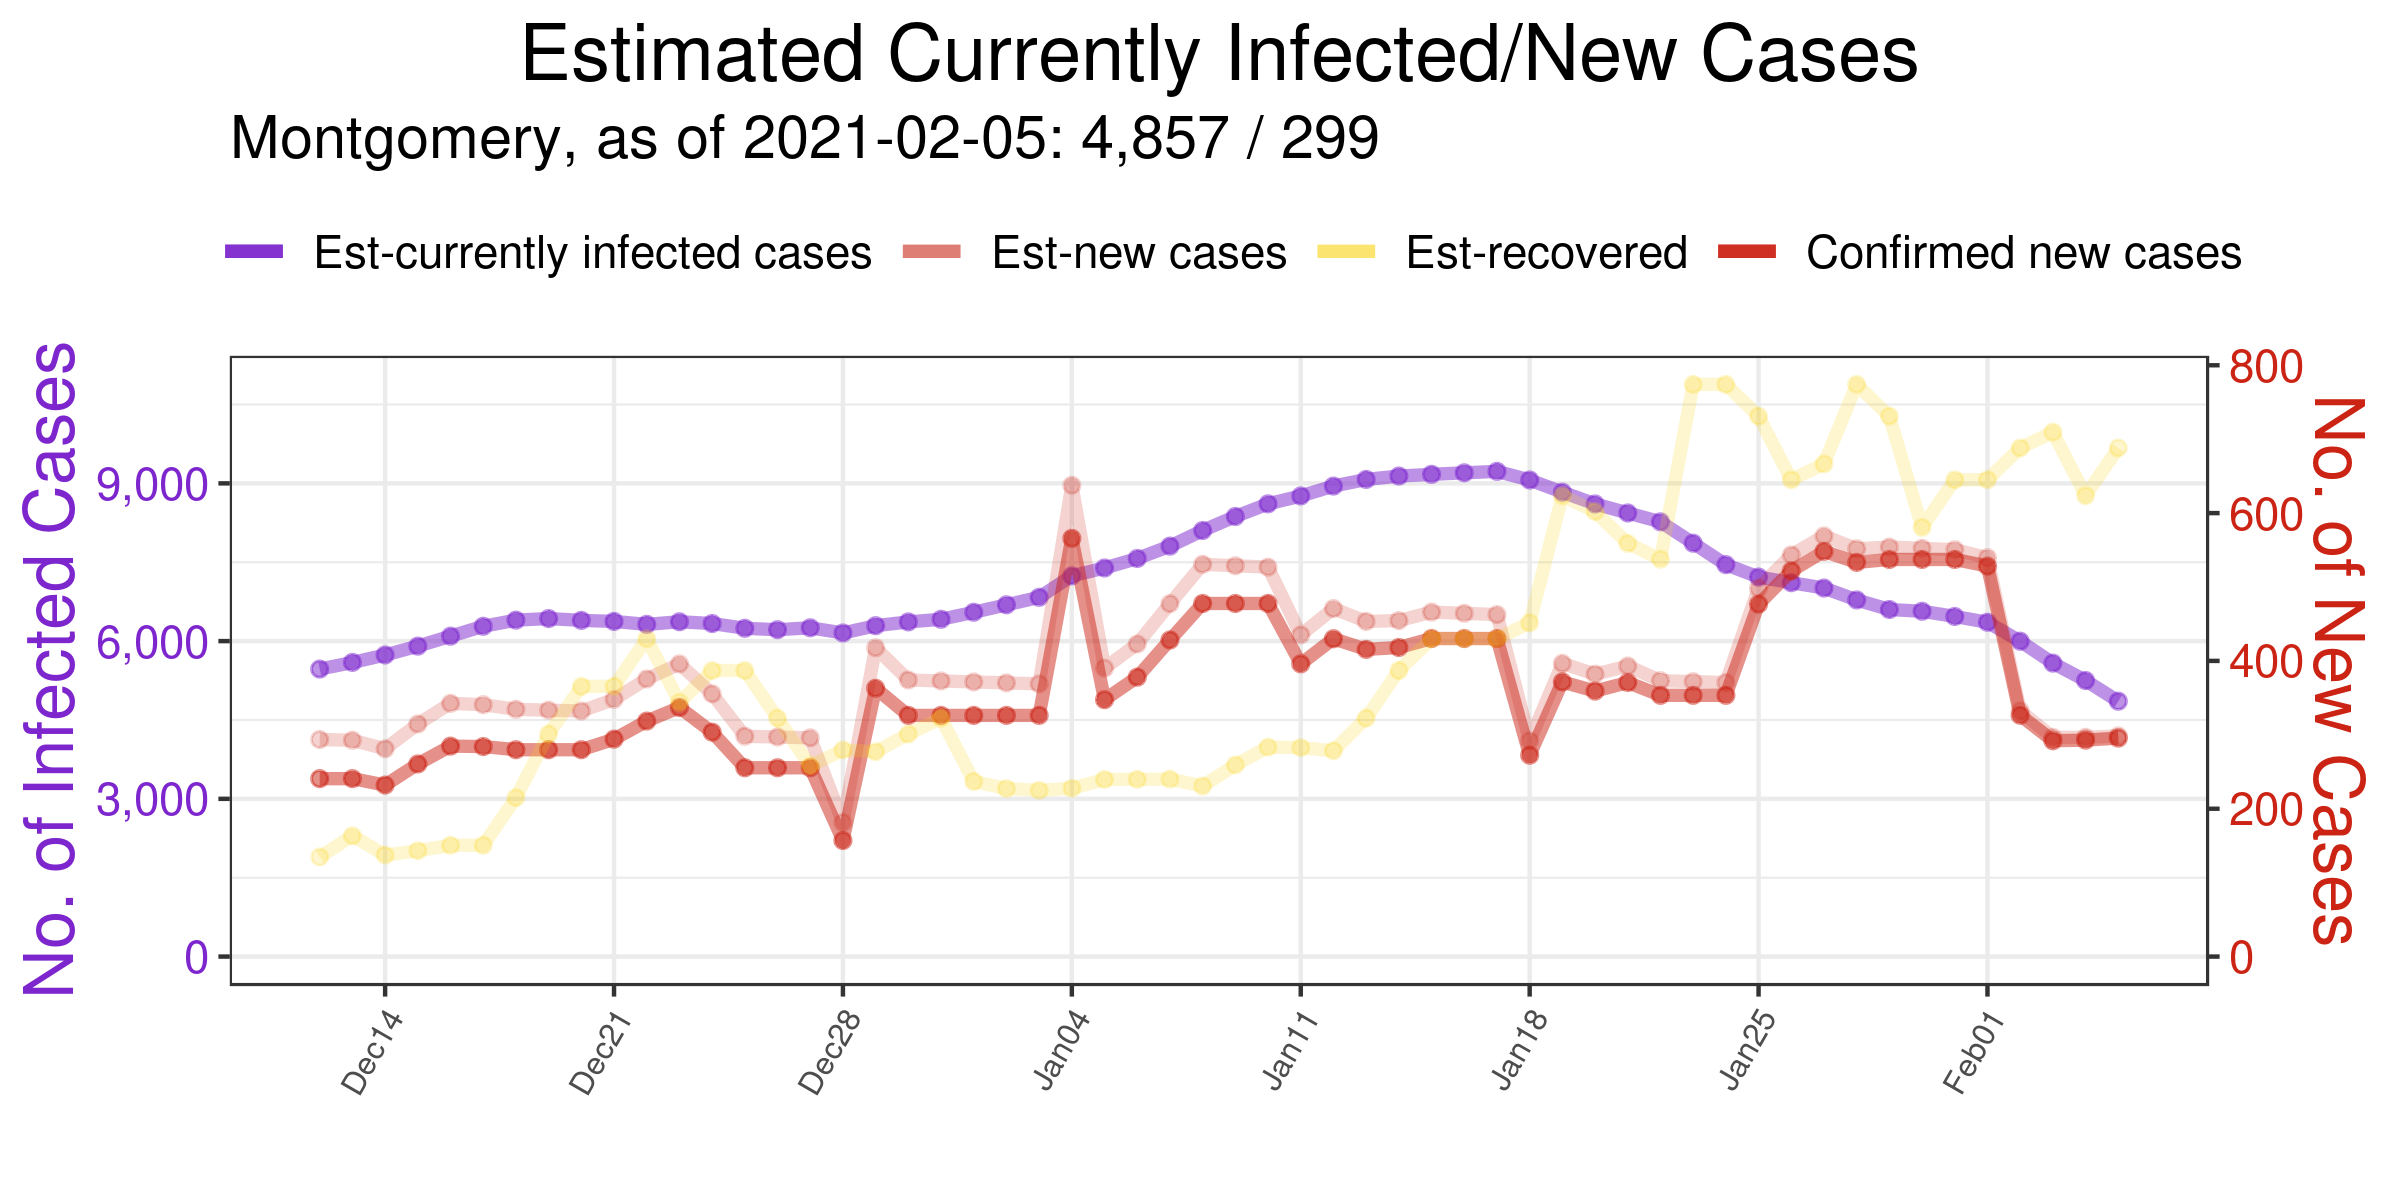 Estimated Currently Infected/New Cases
Montgomery, as of 2021-02-05: 4,857 / 299
Est-currently infected cases Est-new cases Est-recovered Confirmed new cases
No. of Infected Cases
9,000
6,000
3,000
0
800
600
400
200
0
No. of New Cases
Dec14 Dec21 Dec28 Jan04 Jan11 Jan18 Jan25 Feb01